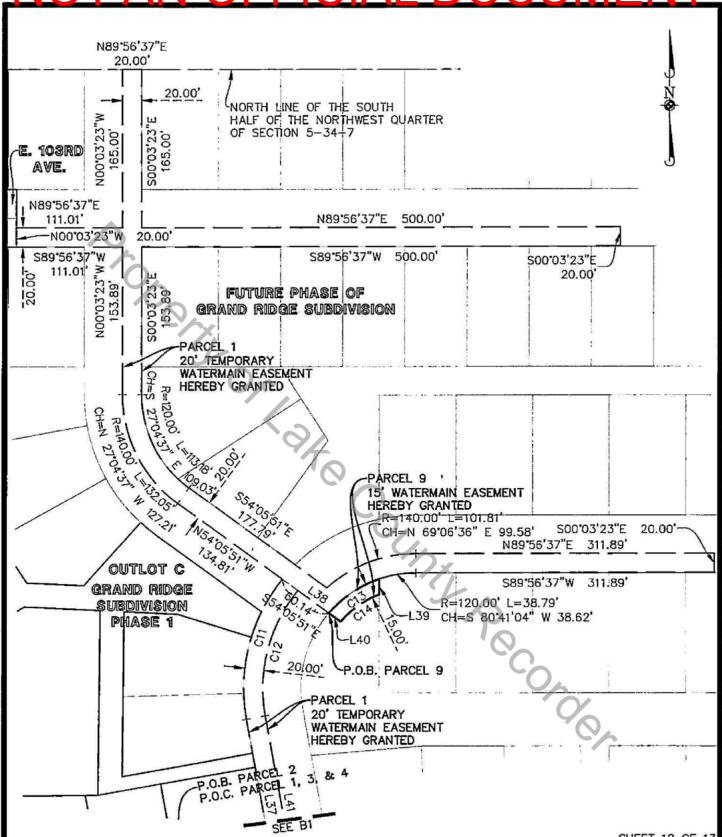 NOT AN OFFICIAL DOCUMENT
N89°56'37"E
20.00'
20.00'
NORTH LINE OF THE SOUTH
HALF OF THE NORTHWEST QUARTER
OF SECTION 5-34-7
N
N00°03'23"W
165.00'
S00°03'23"E
165.00'
E. 103RD
AVE.
N89°56'37"E
111.01'
N89°56'37"E 500.00'
N00°03'23"W 20.00'
S89°56'37"W
111.01'
S89°56'37"W 500.00'
S00°03'23"E
20.00'
20.00'
N00°03'23"W
153.89'
S00°03'23"E
153.89'
FUTURE PHASE OF
GRAND RIDGE SUBDIVISION
PARCEL 1
20' TEMPORARY
WATERMAIN EASEMENT
HEREBY GRANTED
R=120.00' L=113.18'
CH=S 27°04'37" E 109.03'
20.00'
R=140.00' L=132.05'
CH=N 27°04'37" W 127.21'
S54°05'51"E
177.79'
N54°05'51"W
134.81'
PARCEL 9
15' WATERMAIN EASEMENT
HEREBY GRANTED
R=140.00' L=101.81'
CH=N 69°06'36" E 99.58'
S00°03'23"E 20.00'
N89°56'37"E 311.89'
S89°56'37"W 311.89'
OUTLOT C
GRAND RIDGE
SUBDIVISION
PHASE 1
L38
60.14'
S54°05'51"E
C13
C14
L39
R=120.00' L=38.79'
CH=S 80°41'04" W 38.62'
15.00'
L40
C11
C12
20.00'
P.O.B. PARCEL 9
PARCEL 1
20' TEMPORARY
WATERMAIN EASEMENT
HEREBY GRANTED
P.O.B. PARCEL 2
P.O.C. PARCEL 1, 3, & 4
L37
L41
SEE B1
Property of Lake County Recorder